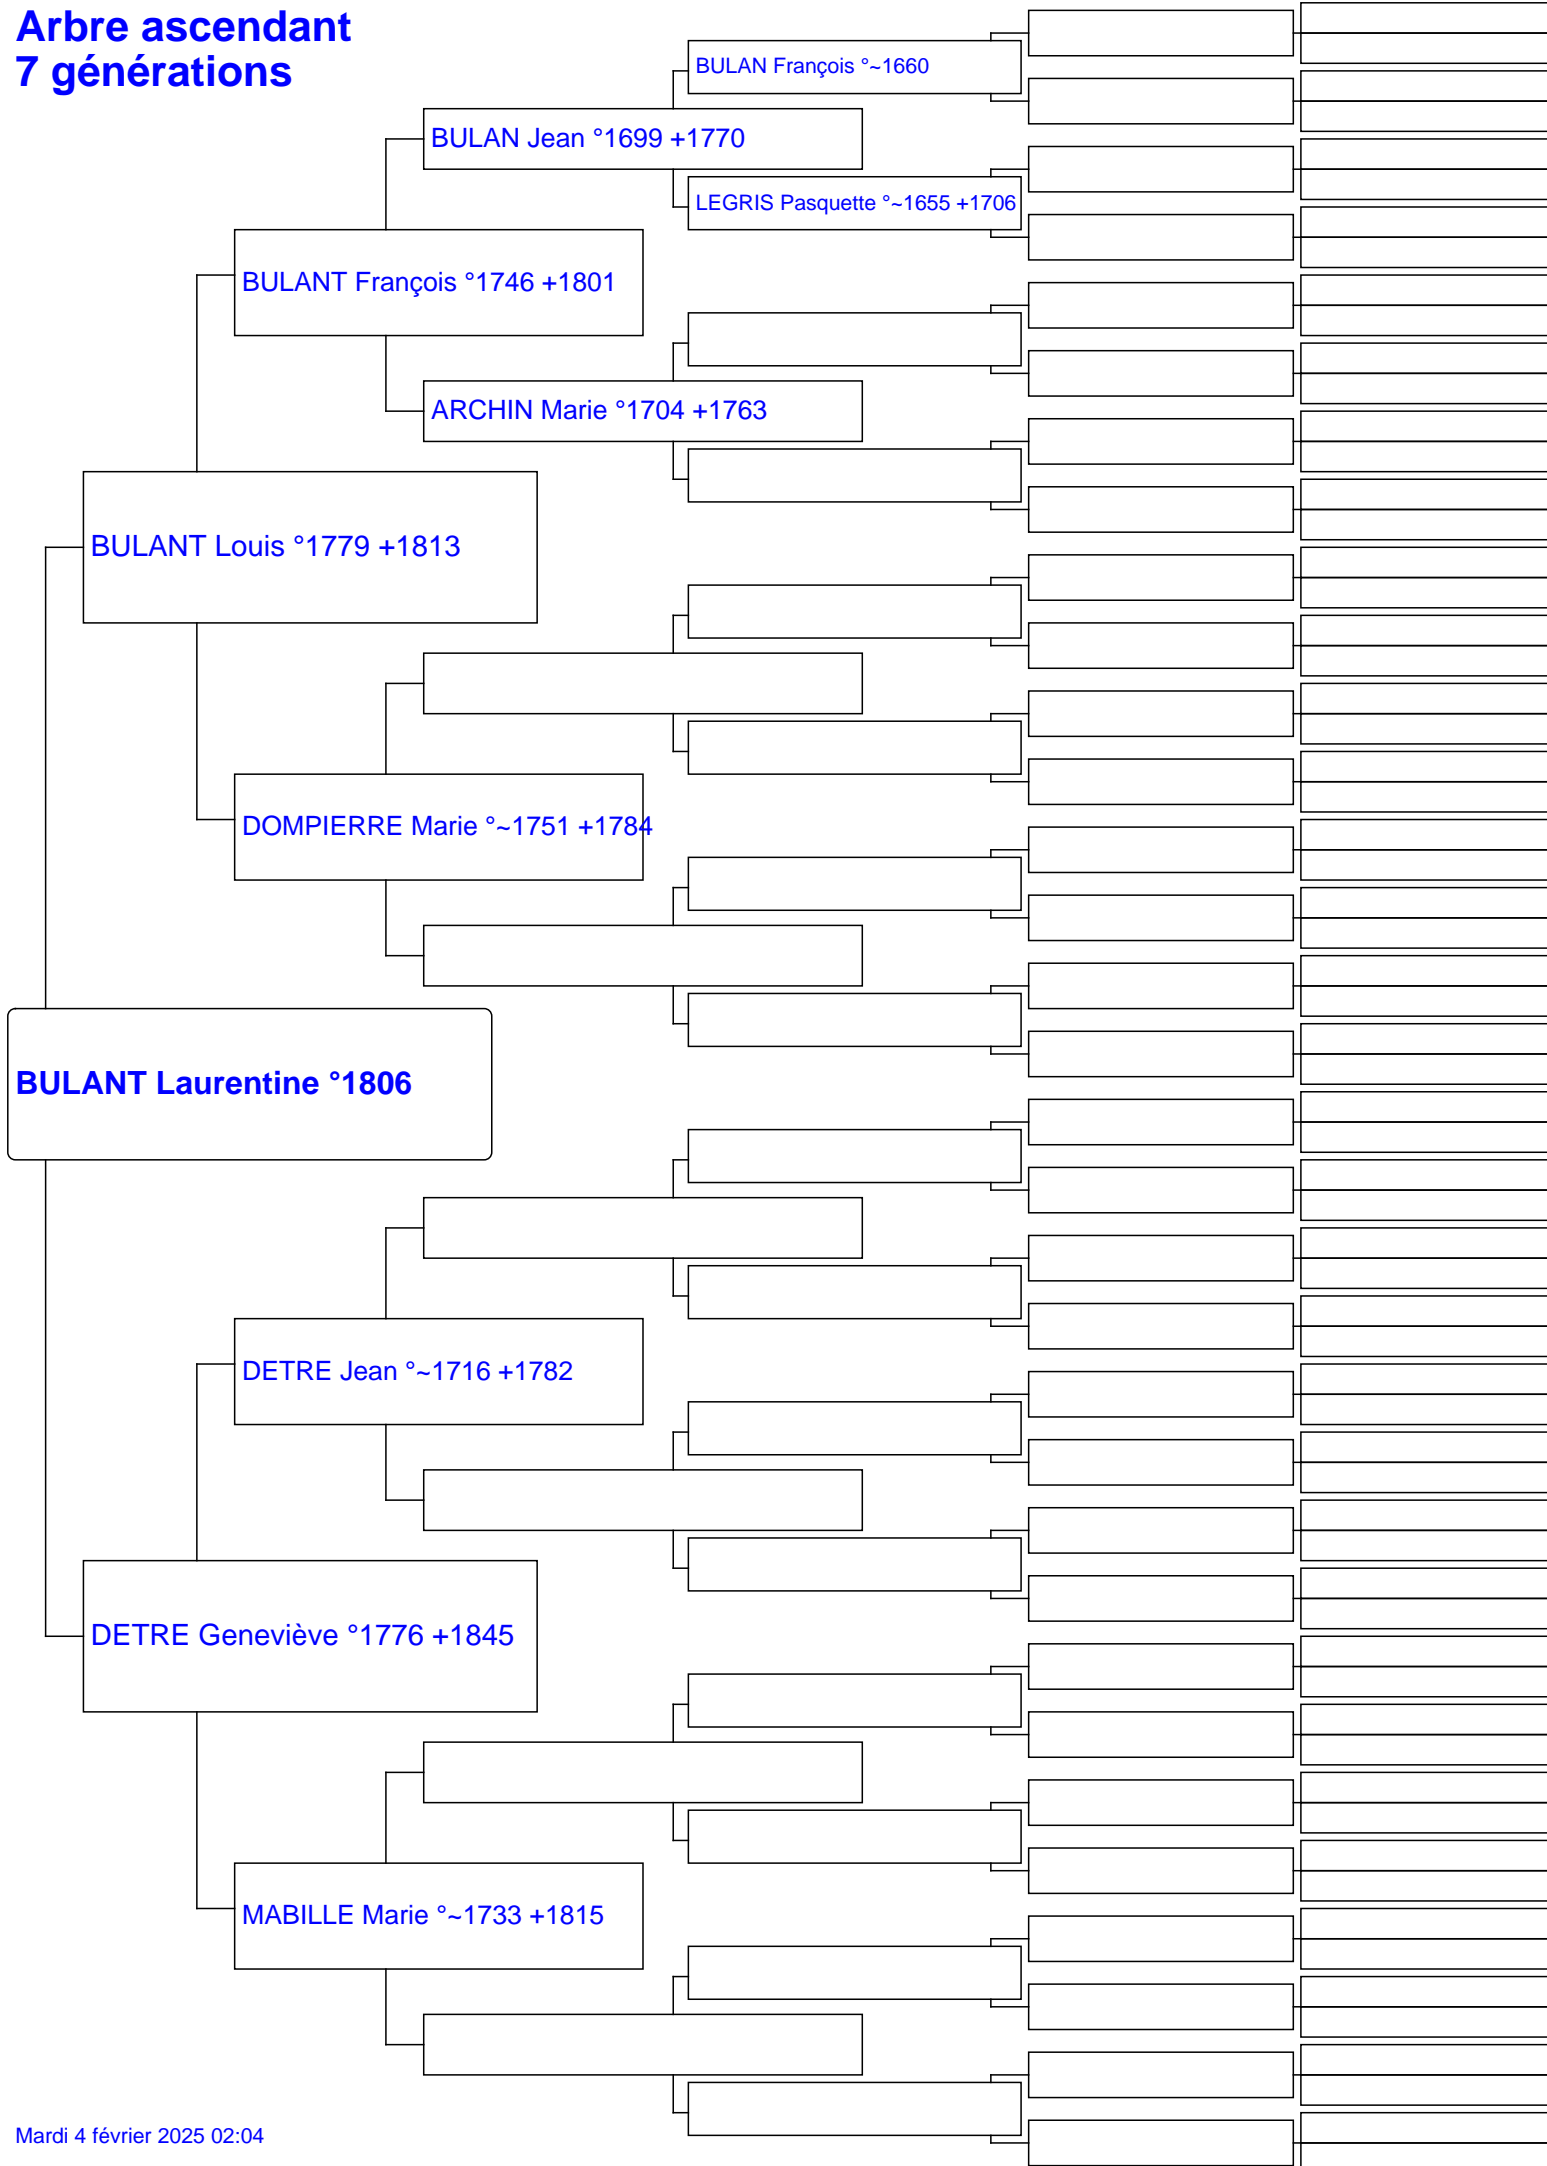 Arbre ascendant
7 générations
BULAN François °~1660
BULAN Jean °1699 +1770
LEGRIS Pasquette °~1655 +1706
BULANT François °1746 +1801
ARCHIN Marie °1704 +1763
BULANT Louis °1779 +1813
DOMPIERRE Marie °~1751 +1784
BULANT Laurentine °1806
DETRE Jean °~1716 +1782
DETRE Geneviève °1776 +1845
MABILLE Marie °~1733 +1815
Mardi 4 février 2025 02:04